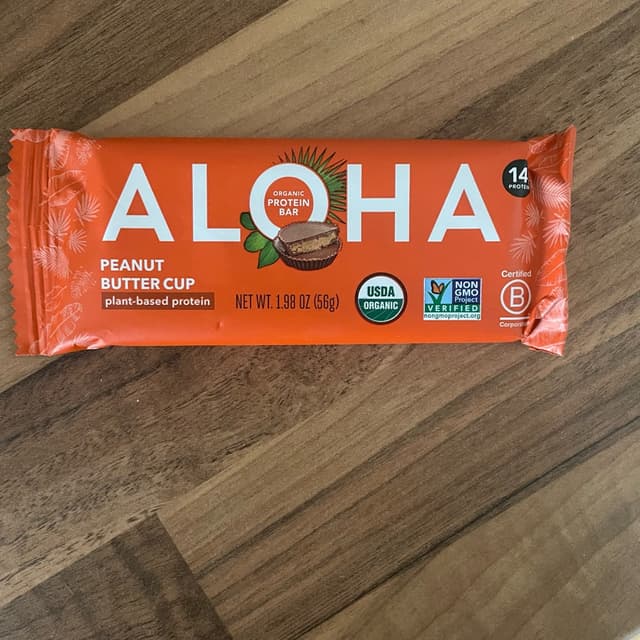 ALOHA
ORGANIC
PROTEIN
BAR
14
PROTEIN
PEANUT
BUTTER CUP
plant-based protein
NET WT. 1.98 OZ (56g)
USDA
ORGANIC
NON
GMO
Project
VERIFIED
nongmoproject.org
Certified
B